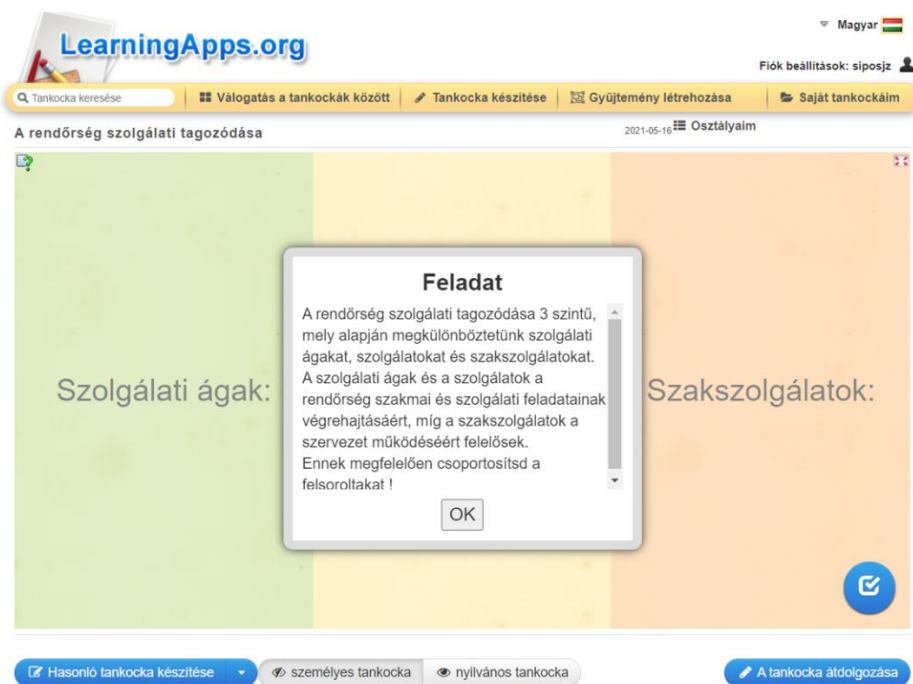 LearningApps.org
Magyar
Fiók beállítások: siposjz
Tankocka keresése
Válogatás a tankockák között
Tankocka készítése
Gyűjtemény létrehozása
Saját tankockáim
A rendőrség szolgálati tagozódása
2021-05-16 Osztályaim
Feladat
A rendőrség szolgálati tagozódása 3 szintű,
mely alapján megkülönböztetünk szolgálati
ágakat, szolgálatokat és szakszolgálatokat.
A szolgálati ágak és a szolgálatok a
rendőrség szakmai és szolgálati feladatainak
végrehajtásáért, míg a szakszolgálatok a
szervezet működéséért felelősek.
Ennek megfelelően csoportosítsd a
felsoroltakat !
OK
Szolgálati ágak:
Szakszolgálatok:
Hasonló tankocka készítése
személyes tankocka
nyilvános tankocka
A tankocka átdolgozása